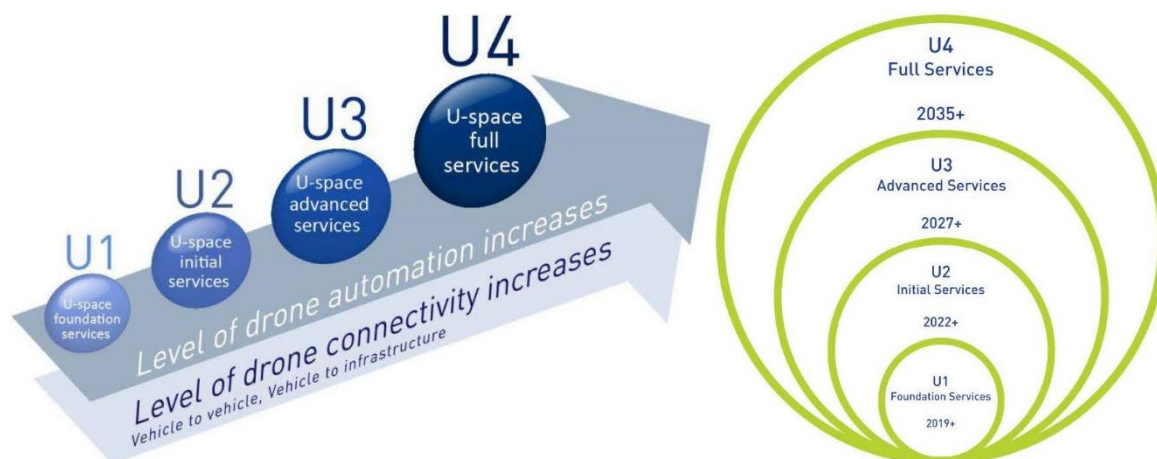 U1
U-space
foundation
services
U2
U-space
initial
services
U3
U-space
advanced
services
U4
U-space
full
services
Level of drone automation increases
Level of drone connectivity increases
Vehicle to vehicle, Vehicle to infrastructure
U4
Full Services
2035+
U3
Advanced Services
2027+
U2
Initial Services
2022+
U1
Foundation Services
2019+